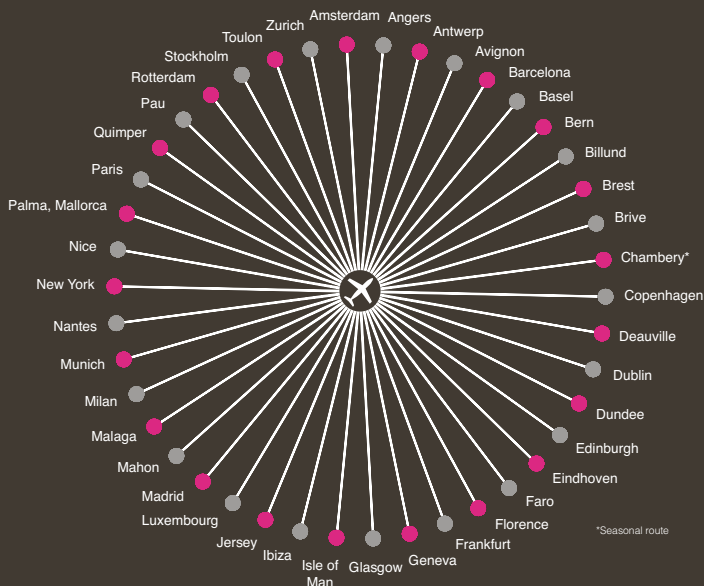 Amsterdam
Angers
Antwerp
Avignon
Barcelona
Basel
Bern
Billund
Brest
Brive
Chambery*
Copenhagen
Deauville
Dublin
Dundee
Edinburgh
Eindhoven
Faro
Florence
Frankfurt
Geneva
Glasgow
Isle of
Man
Ibiza
Jersey
Luxembourg
Madrid
Mahon
Malaga
Milan
Munich
Nantes
New York
Nice
Palma, Mallorca
Paris
Quimper
Pau
Rotterdam
Stockholm
Toulon
Zurich
*Seasonal route